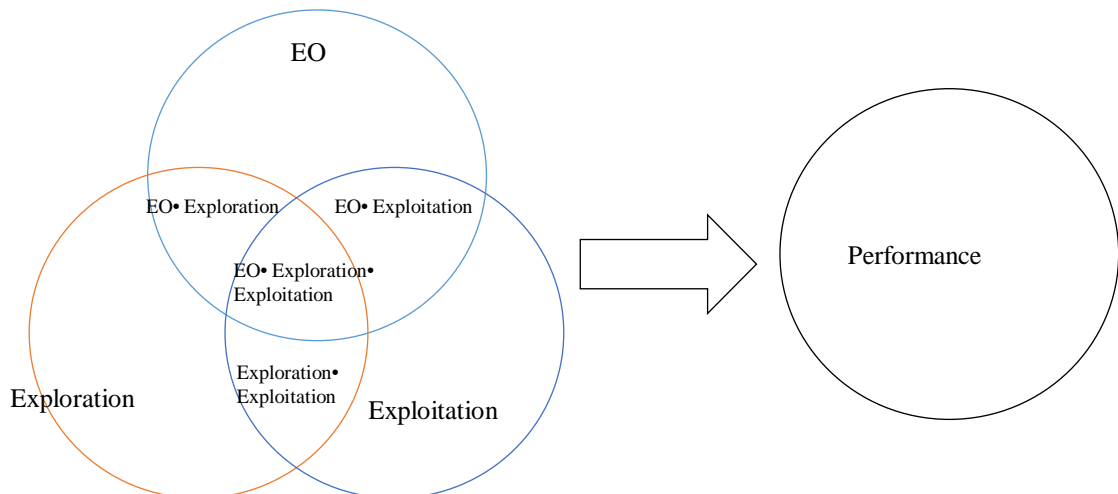 EO
EO• Exploration
EO• Exploitation
EO• Exploration•
Exploitation
Performance
Exploration•
Exploitation
Exploration
Exploitation